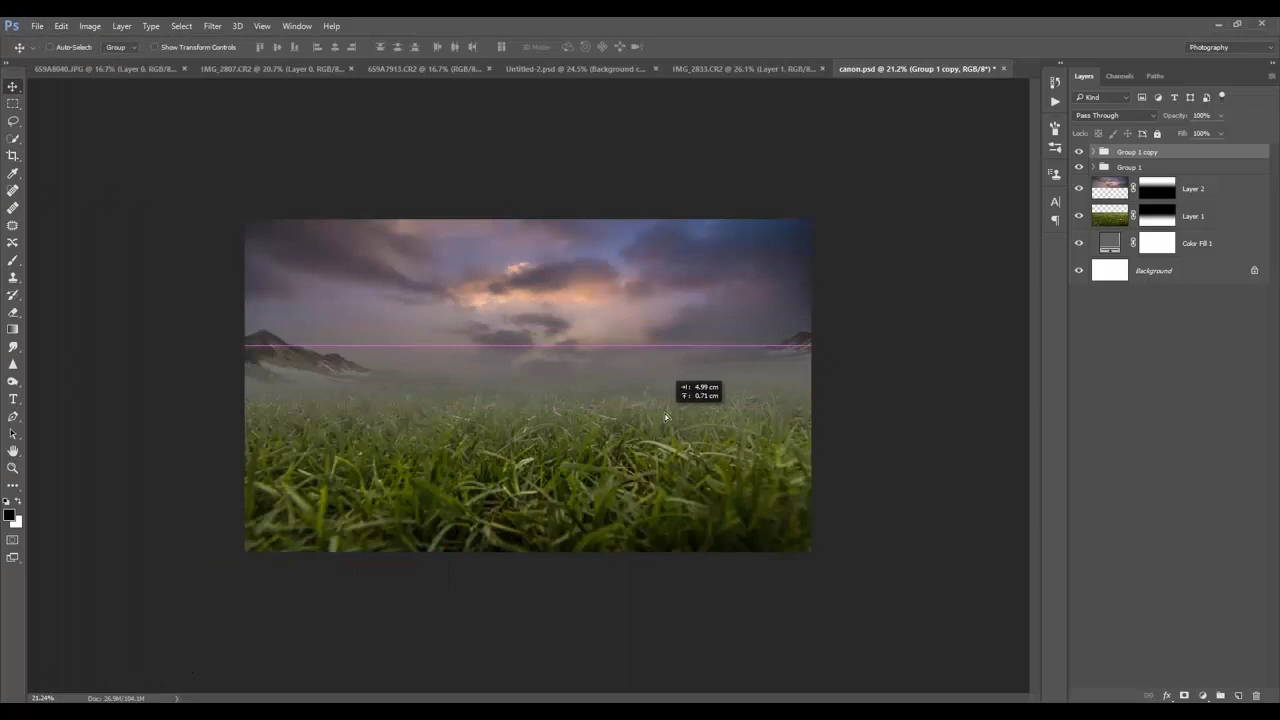 Ps File Edit Image Layer Type Select Filter 3D View Window Help
Auto-Select: Group Show Transform Controls 3D Mode: Photography
6S9A8040.JPG @ 16.7% (Layer 0, RGB/8... × IMG_2807.CR2 @ 20.7% (Layer 0, RGB/8... × 6S9A7913.CR2 @ 16.7% (RGB/8... × Untitled-2.psd @ 24.5% (Background c... × IMG_2833.CR2 @ 26.1% (Layer 1, RGB/8... × canon.psd @ 21.2% (Group 1 copy, RGB/8*) * ×
Layers Channels Paths
Kind
Pass Through Opacity: 100%
Lock: Fill: 100%
Group 1 copy
Group 1
Layer 2
Layer 1
Color Fill 1
Background
4.99 cm
0.71 cm
21.24% Doc: 26.9M/104.1M
fx